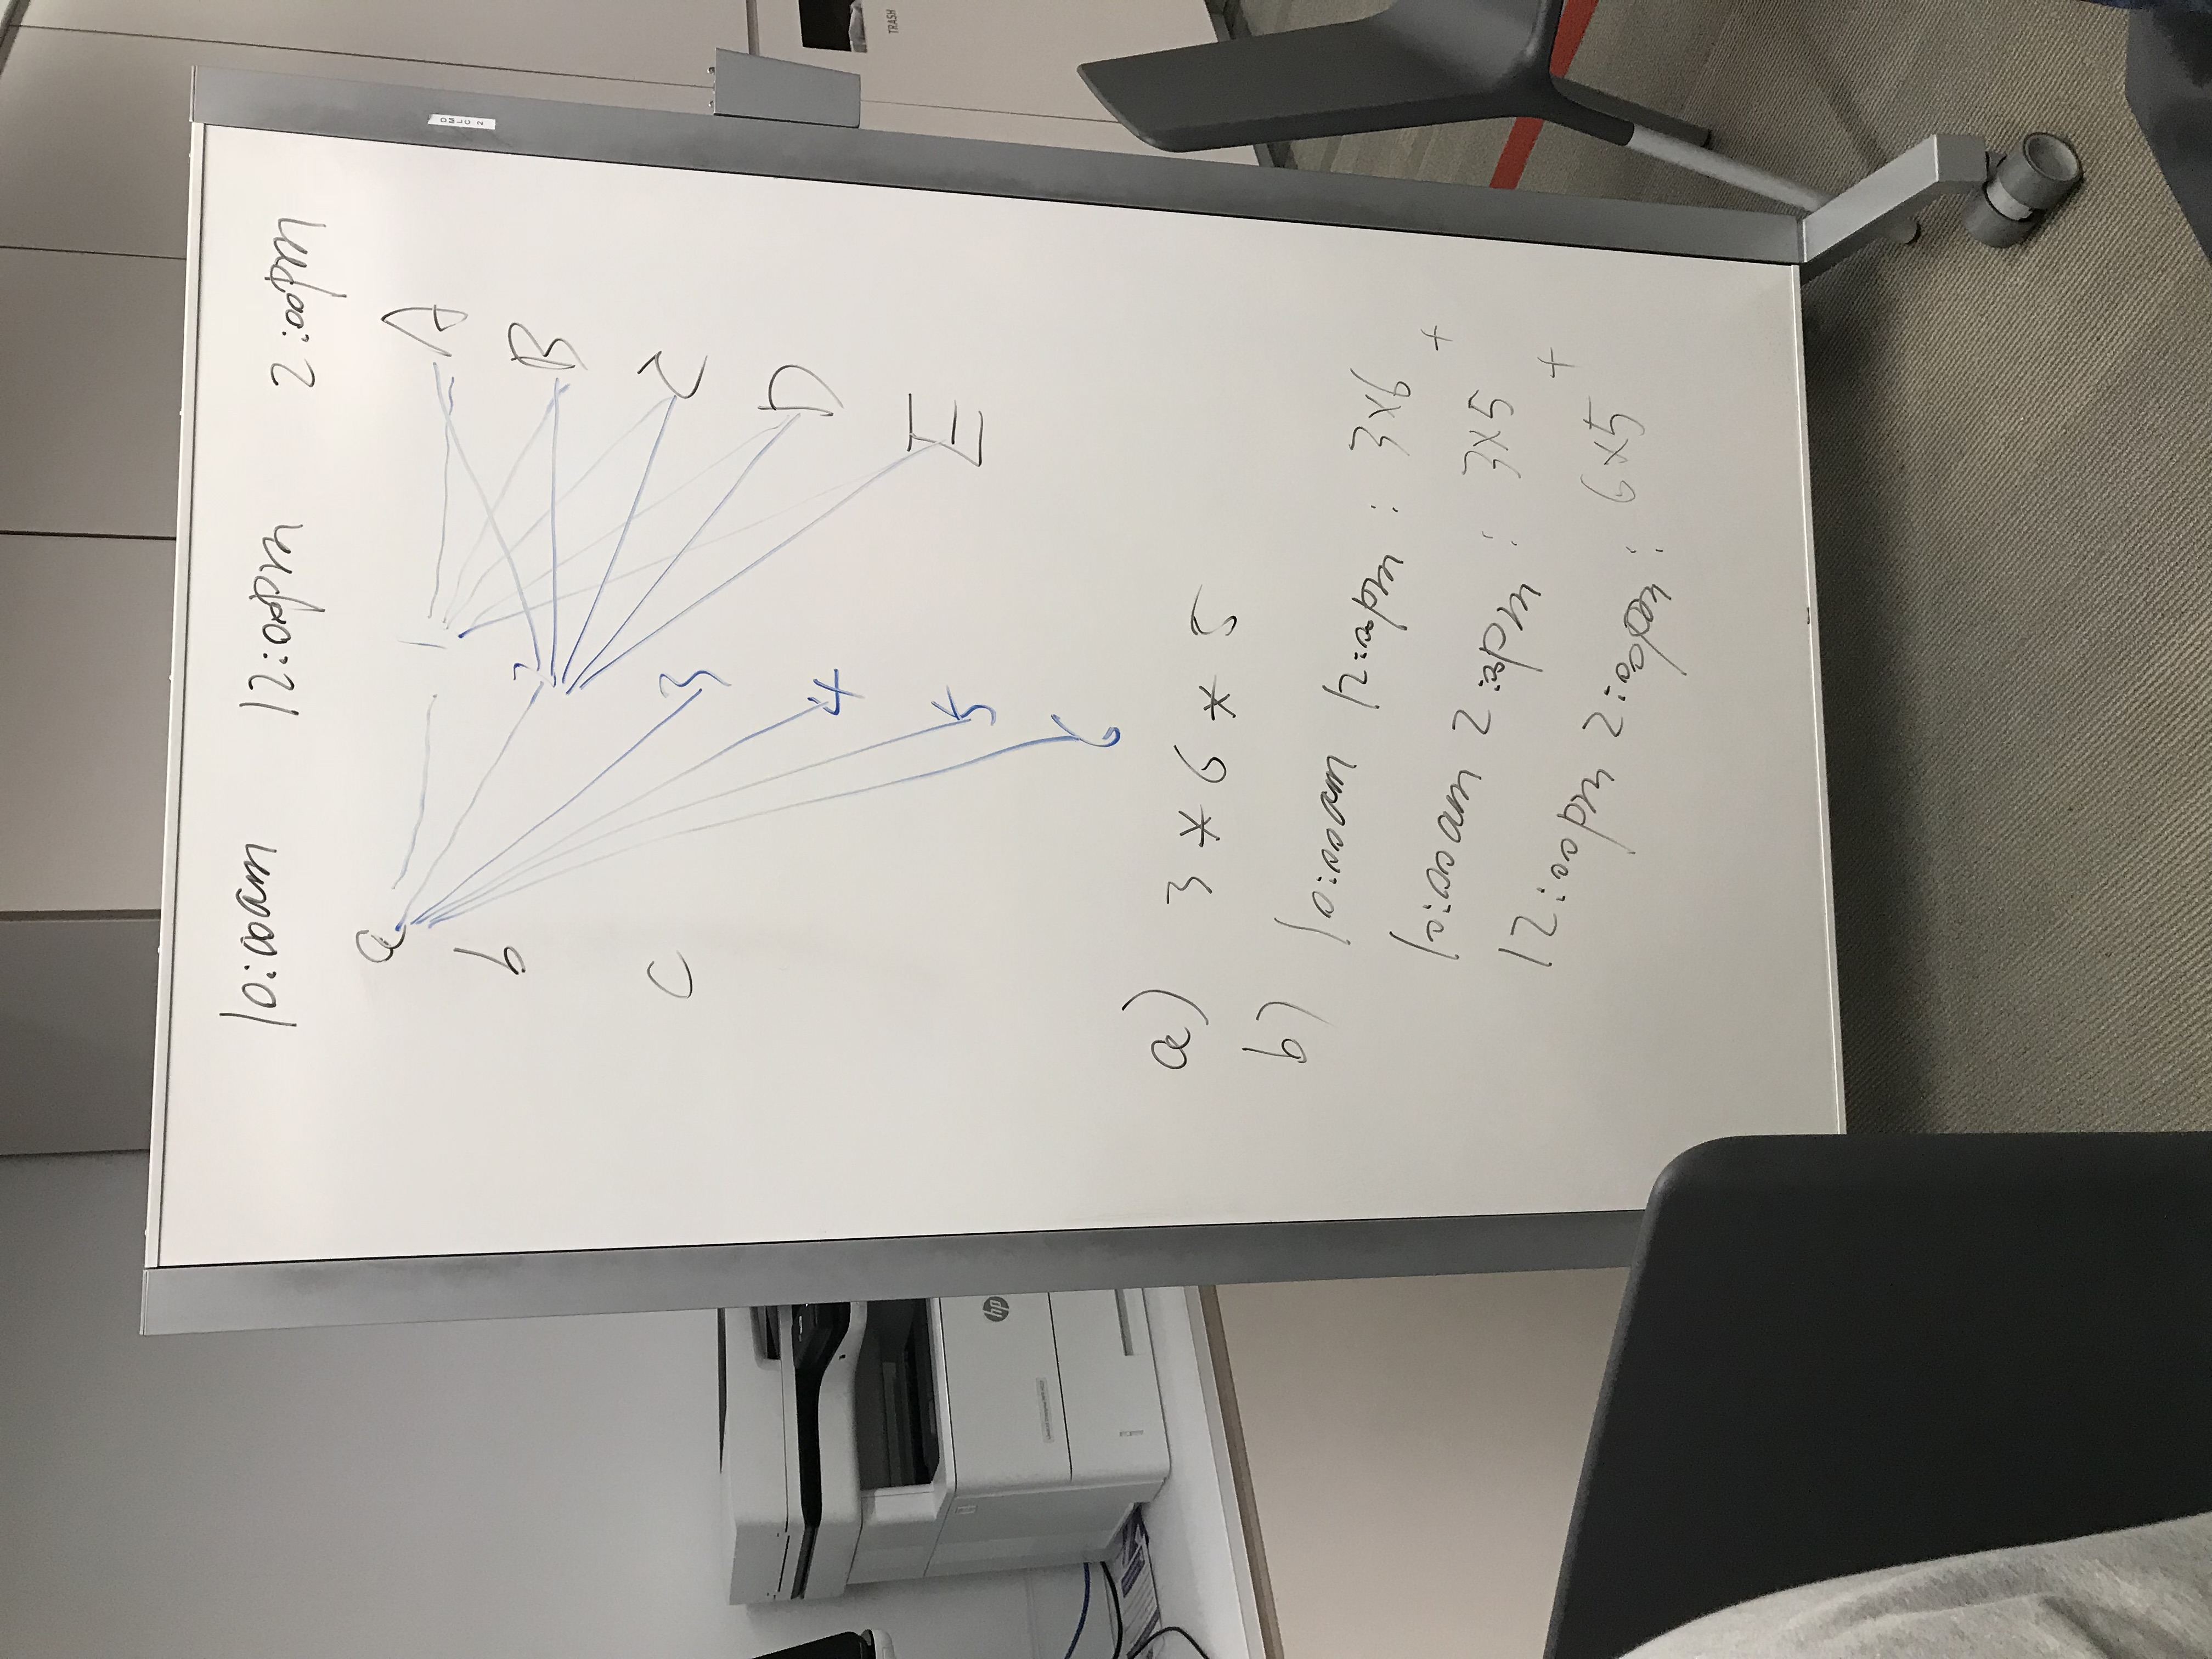 10:00am 12:00pm 2:00pm
a 1 A
b 2 B
c 3 C
4 D
5 E
6
a) 3 * 6 * 5
b) 10:00am 12:00pm : 3x6
+
10:00am 2:00pm : 3x5
+
12:00pm 2:00pm : 6x5
hp
TRASH